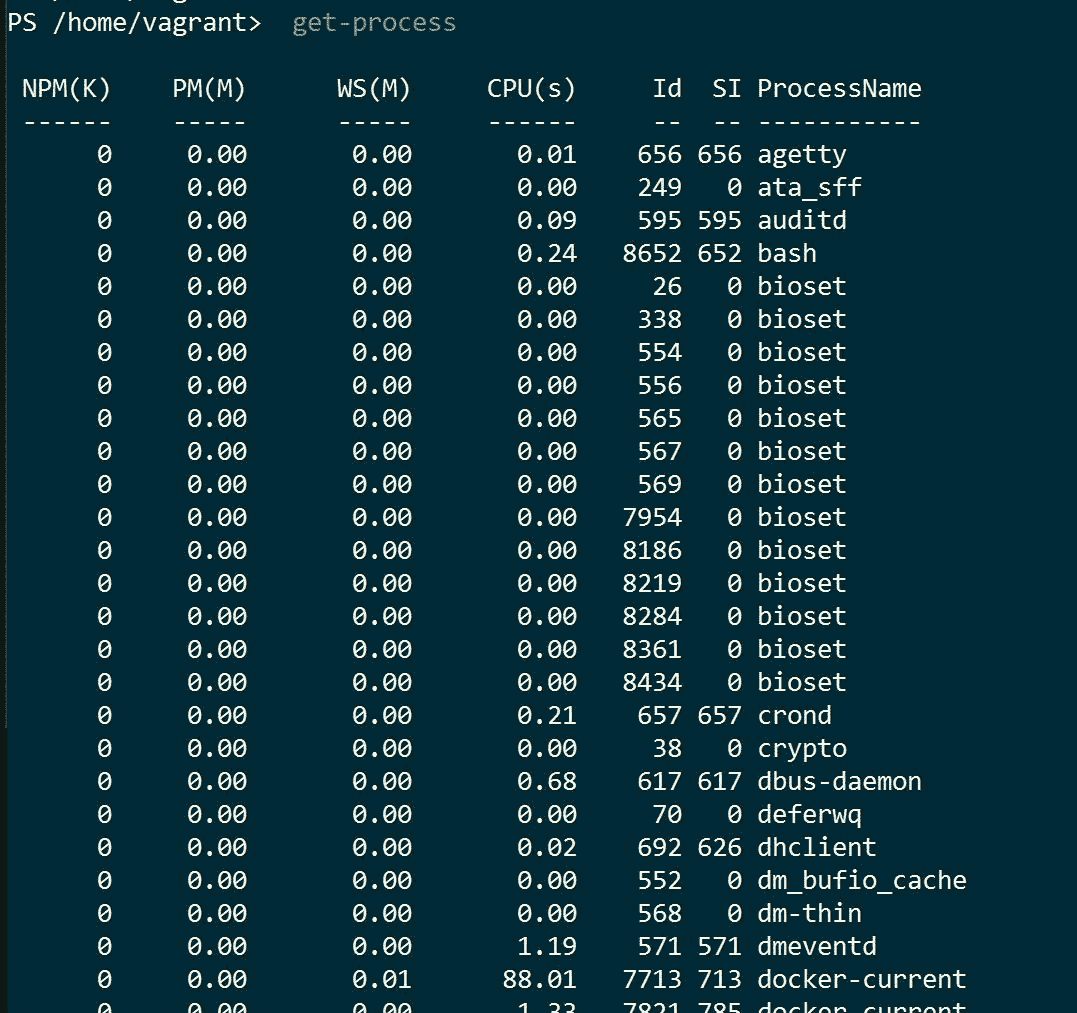 PS /home/vagrant> get-process
NPM(K) PM(M) WS(M) CPU(s) Id SI ProcessName
------ ----- ----- ------ -- -- -----------
0 0.00 0.00 0.01 656 656 agetty
0 0.00 0.00 0.00 249 0 ata_sff
0 0.00 0.00 0.09 595 595 auditd
0 0.00 0.00 0.24 8652 652 bash
0 0.00 0.00 0.00 26 0 bioset
0 0.00 0.00 0.00 338 0 bioset
0 0.00 0.00 0.00 554 0 bioset
0 0.00 0.00 0.00 556 0 bioset
0 0.00 0.00 0.00 565 0 bioset
0 0.00 0.00 0.00 567 0 bioset
0 0.00 0.00 0.00 569 0 bioset
0 0.00 0.00 0.00 7954 0 bioset
0 0.00 0.00 0.00 8186 0 bioset
0 0.00 0.00 0.00 8219 0 bioset
0 0.00 0.00 0.00 8284 0 bioset
0 0.00 0.00 0.00 8361 0 bioset
0 0.00 0.00 0.00 8434 0 bioset
0 0.00 0.00 0.21 657 657 crond
0 0.00 0.00 0.00 38 0 crypto
0 0.00 0.00 0.68 617 617 dbus-daemon
0 0.00 0.00 0.00 70 0 deferwq
0 0.00 0.00 0.02 692 626 dhclient
0 0.00 0.00 0.00 552 0 dm_bufio_cache
0 0.00 0.00 0.00 568 0 dm-thin
0 0.00 0.00 1.19 571 571 dmeventd
0 0.00 0.01 88.01 7713 713 docker-current
0 0.00 0.00 1.33 7821 785 docker-current